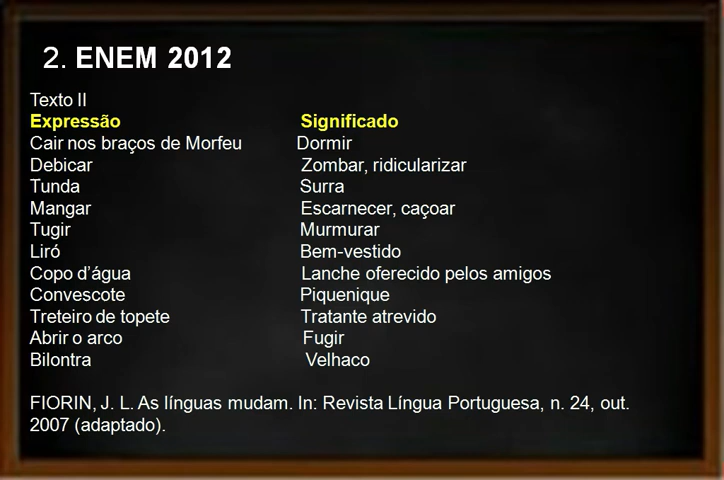 2. ENEM 2012
Texto II
Expressão Significado
Cair nos braços de Morfeu Dormir
Debicar Zombar, ridicularizar
Tunda Surra
Mangar Escarnecer, caçoar
Tugir Murmurar
Liró Bem-vestido
Copo d’água Lanche oferecido pelos amigos
Convescote Piquenique
Treteiro de topete Tratante atrevido
Abrir o arco Fugir
Bilontra Velhaco
FIORIN, J. L. As línguas mudam. In: Revista Língua Portuguesa, n. 24, out.
2007 (adaptado).